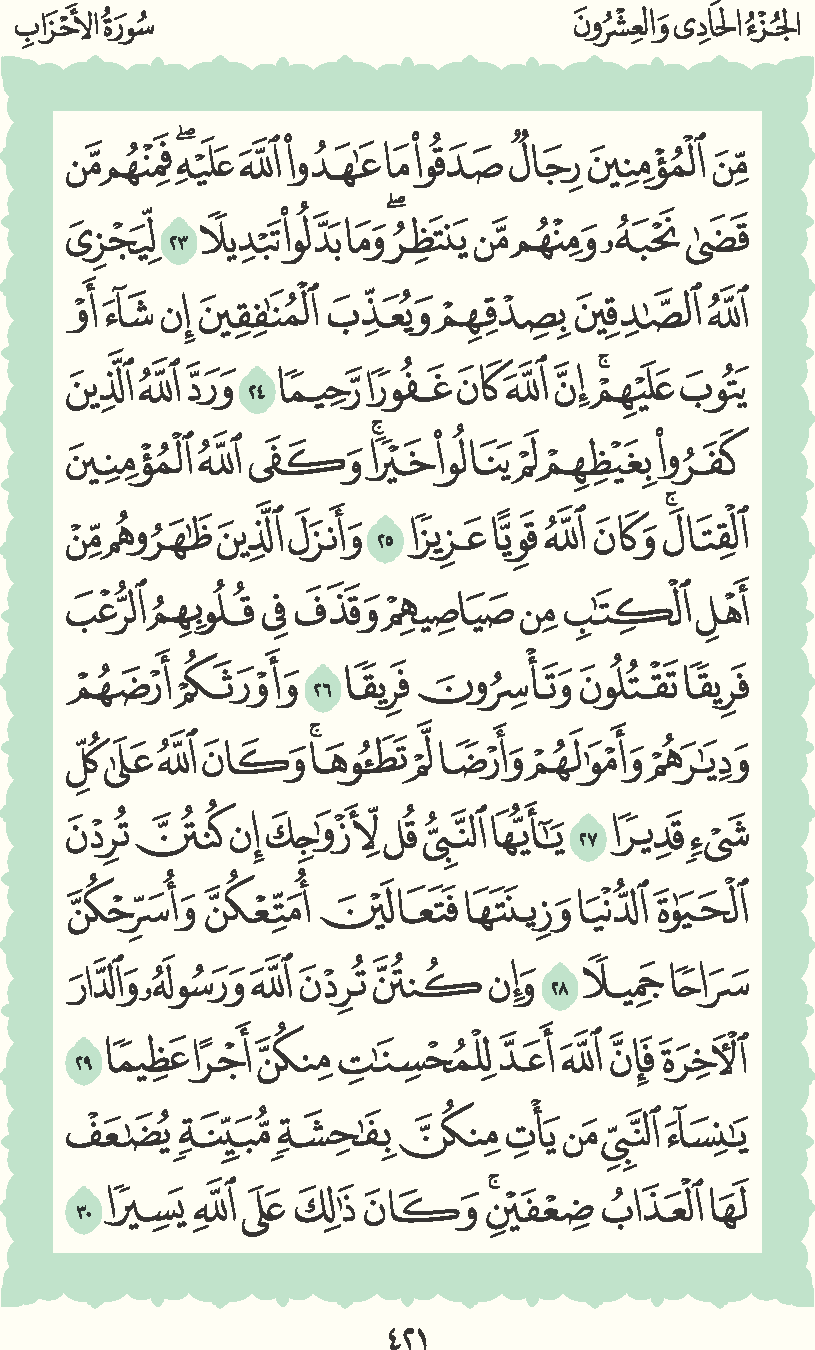 الجُزْءُ الحَادِى وَالعِشْرُونَ
سُورَةُ الأَحْزَابِ
مِّنَ ٱلْمُؤْمِنِينَ رِجَالٌ صَدَقُوا۟ مَا عَـٰهَدُوا۟ ٱللَّهَ عَلَيْهِ ۖ فَمِنْهُم مَّن
قَضَىٰ نَحْبَهُۥ وَمِنْهُم مَّن يَنتَظِرُ ۖ وَمَا بَدَّلُوا۟ تَبْدِيلًا ٢٣ لِّيَجْزِىَ
ٱللَّهُ ٱلصَّـٰدِقِينَ بِصِدْقِهِمْ وَيُعَذِّبَ ٱلْمُنَـٰفِقِينَ إِن شَآءَ أَوْ
يَتُوبَ عَلَيْهِمْ ۚ إِنَّ ٱللَّهَ كَانَ غَفُورًا رَّحِيمًا ٢٤ وَرَدَّ ٱللَّهُ ٱلَّذِينَ
كَفَرُوا۟ بِغَيْظِهِمْ لَمْ يَنَالُوا۟ خَيْرًا ۚ وَكَفَى ٱللَّهُ ٱلْمُؤْمِنِينَ
ٱلْقِتَالَ ۚ وَكَانَ ٱللَّهُ قَوِيًّا عَزِيزًا ٢٥ وَأَنزَلَ ٱلَّذِينَ ظَـٰهَرُوهُم مِّنْ
أَهْلِ ٱلْكِتَـٰبِ مِن صَيَاصِيهِمْ وَقَذَفَ فِى قُلُوبِهِمُ ٱلرُّعْبَ
فَرِيقًا تَقْتُلُونَ وَتَأْسِرُونَ فَرِيقًا ٢٦ وَأَوْرَثَكُمْ أَرْضَهُمْ
وَدِيَـٰرَهُمْ وَأَمْوَٰلَهُمْ وَأَرْضًا لَّمْ تَطَـُٔوهَا ۚ وَكَانَ ٱللَّهُ عَلَىٰ كُلِّ
شَىْءٍ قَدِيرًا ٢٧ يَـٰٓأَيُّهَا ٱلنَّبِىُّ قُل لِّأَزْوَٰجِكَ إِن كُنتُنَّ تُرِدْنَ
ٱلْحَيَوٰةَ ٱلدُّنْيَا وَزِينَتَهَا فَتَعَالَيْنَ أُمَتِّعْكُنَّ وَأُسَرِّحْكُنَّ
سَرَاحًا جَمِيلًا ٢٨ وَإِن كُنتُنَّ تُرِدْنَ ٱللَّهَ وَرَسُولَهُۥ وَٱلدَّارَ
ٱلْـَٔاخِرَةَ فَإِنَّ ٱللَّهَ أَعَدَّ لِلْمُحْسِنَـٰتِ مِنكُنَّ أَجْرًا عَظِيمًا ٢٩
يَـٰنِسَآءَ ٱلنَّبِىِّ مَن يَأْتِ مِنكُنَّ بِفَـٰحِشَةٍ مُّبَيِّنَةٍ يُضَـٰعَفْ
لَهَا ٱلْعَذَابُ ضِعْفَيْنِ ۚ وَكَانَ ذَٰلِكَ عَلَى ٱللَّهِ يَسِيرًا ٣٠
٤٢١